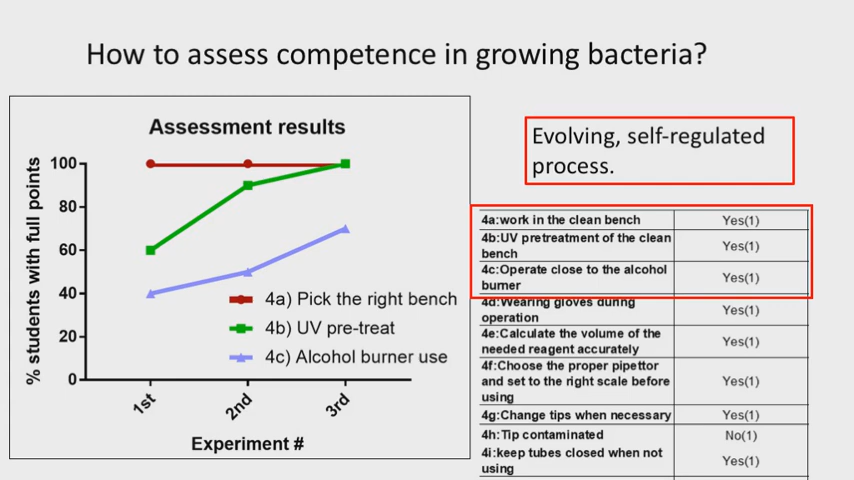 How to assess competence in growing bacteria?
Assessment results
% students with full points
100
80
60
40
20
0
1st
2nd
3rd
Experiment #
4a) Pick the right bench
4b) UV pre-treat
4c) Alcohol burner use
Evolving, self-regulated
process.
4a:work in the clean bench Yes(1)
4b:UV pretreatment of the clean
bench Yes(1)
4c:Operate close to the alcohol
burner Yes(1)
4d:Wearing gloves during
operation Yes(1)
4e:Calculate the volume of the
needed reagent accurately Yes(1)
4f:Choose the proper pipettor
and set to the right scale before
using Yes(1)
4g:Change tips when necessary Yes(1)
4h:Tip contaminated No(1)
4i:keep tubes closed when not
using Yes(1)